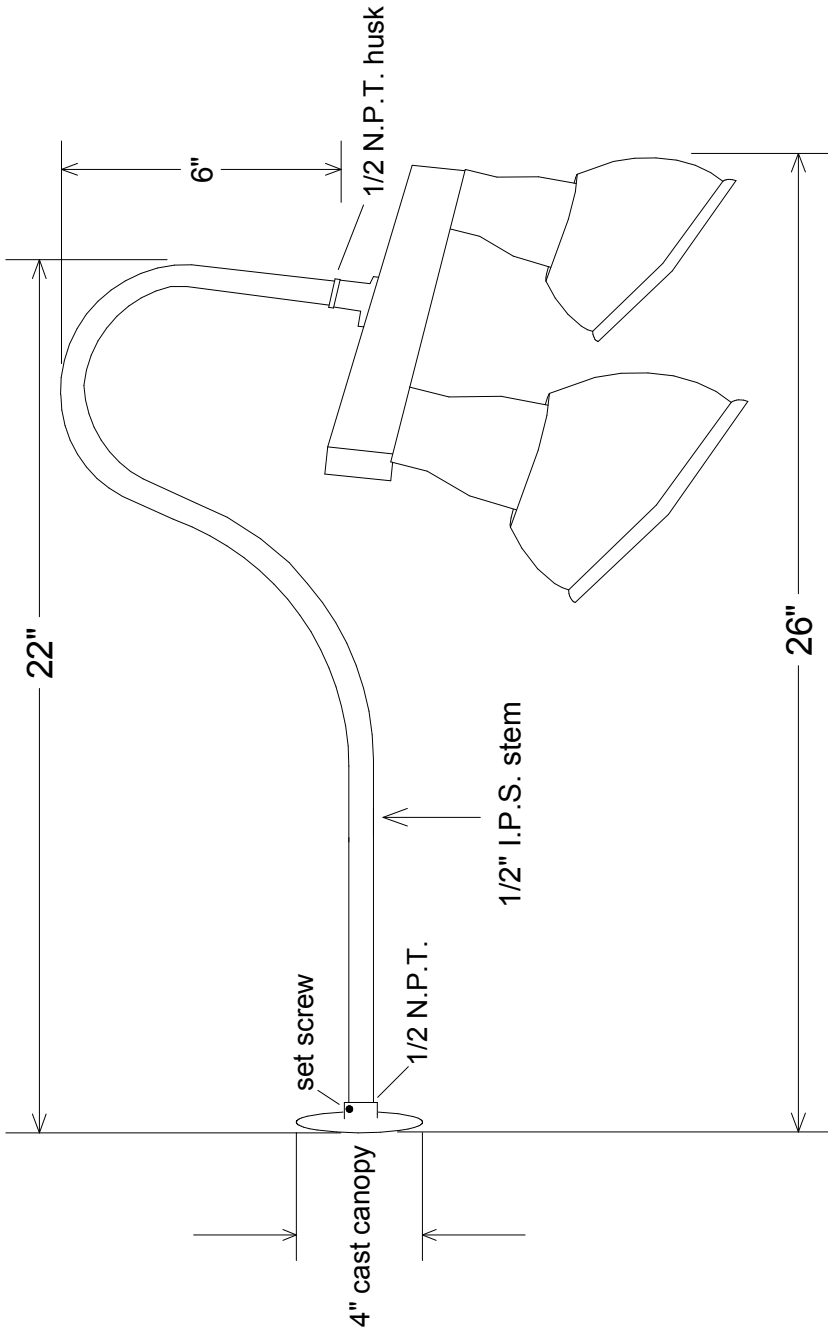 22"
6"
1/2 N.P.T. husk
set screw
4" cast canopy
1/2 N.P.T.
1/2" I.P.S. stem
26"